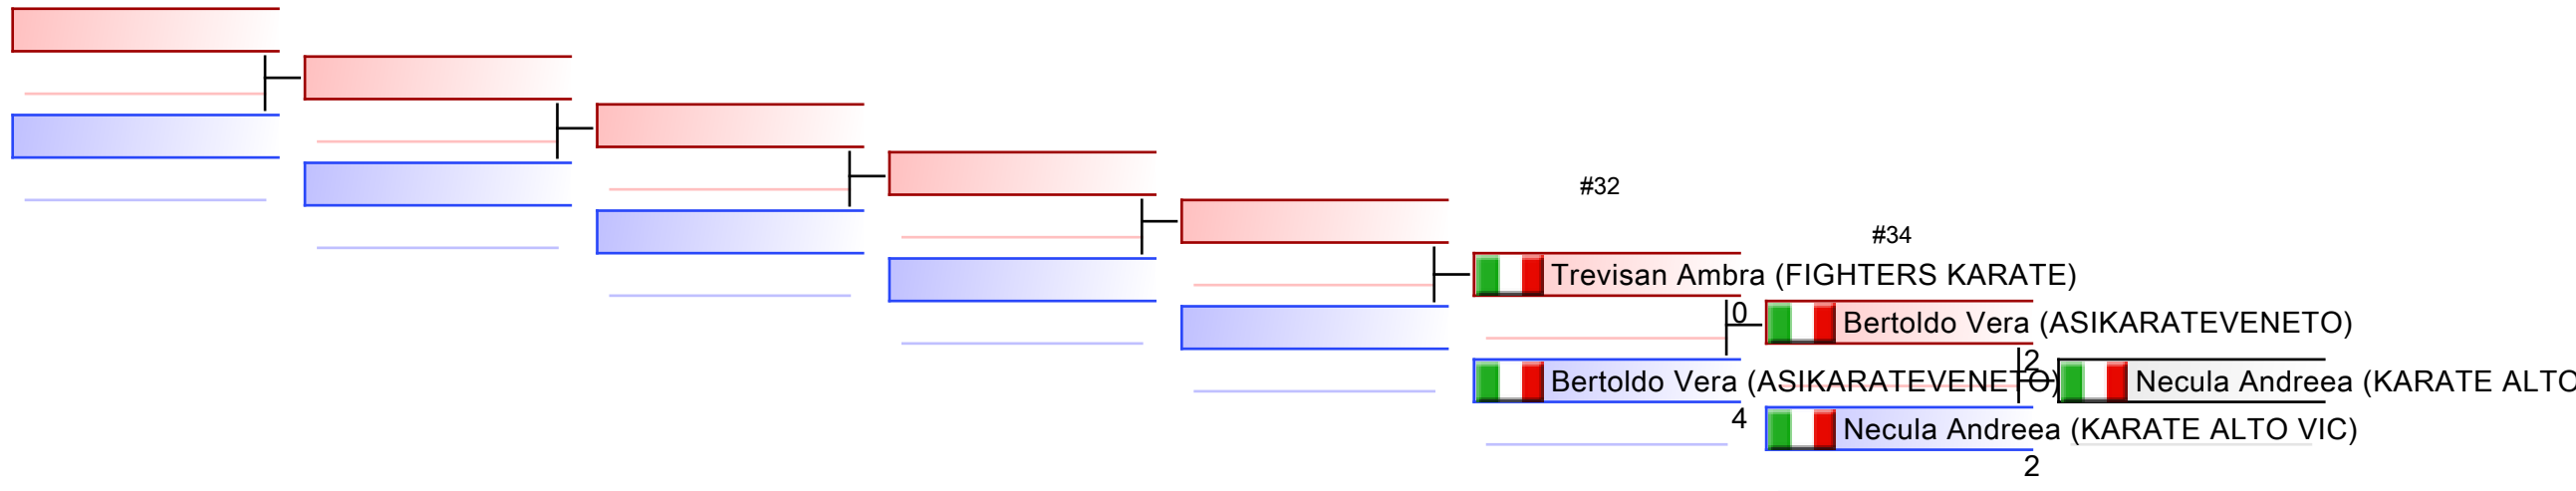 #32
#34
Trevisan Ambra (FIGHTERS KARATE)
0
Bertoldo Vera (ASIKARATEVENETO)
2
Bertoldo Vera (ASIKARATEVENETO)
Necula Andreea (KARATE ALTO
4
Necula Andreea (KARATE ALTO VIC)
2